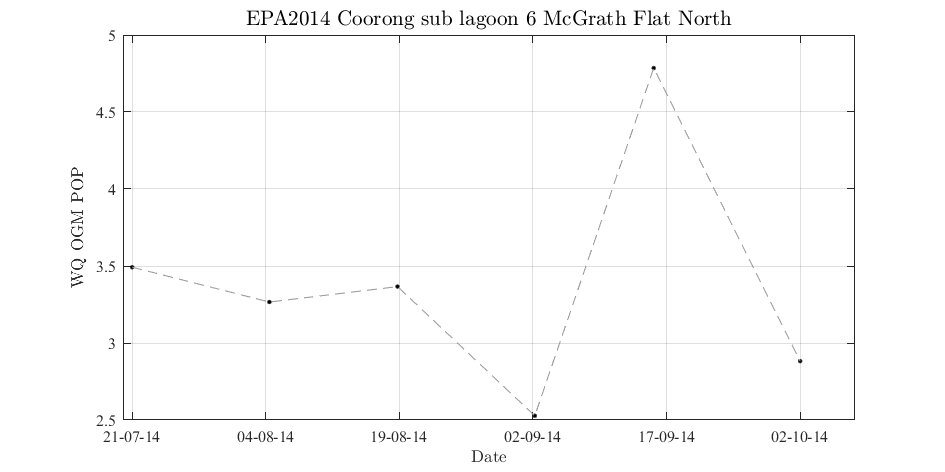 EPA2014 Coorong sub lagoon 6 McGrath Flat North
5
4.5
4
3.5
3
2.5
WQ OGM POP
21-07-14 04-08-14 19-08-14 02-09-14 17-09-14 02-10-14
Date